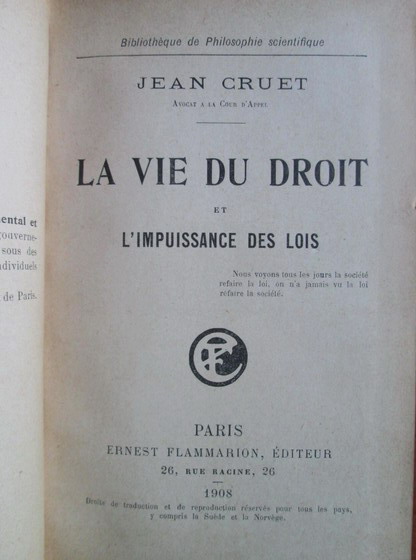 Bibliothèque de Philosophie scientifique
JEAN CRUET
AVOCAT A LA COUR D'APPEL
LA VIE DU DROIT
ET
L'IMPUISSANCE DES LOIS
Nous voyons tous les jours la société
refaire la loi, on n'a jamais vu la loi
refaire la société.
PARIS
ERNEST FLAMMARION, ÉDITEUR
26, RUE RACINE, 26
1908
Droits de traduction et de reproduction réservés pour tous les pays,
y compris la Suède et la Norvège.
ental et
gouverne-
sous des
ndividuels
de Paris.